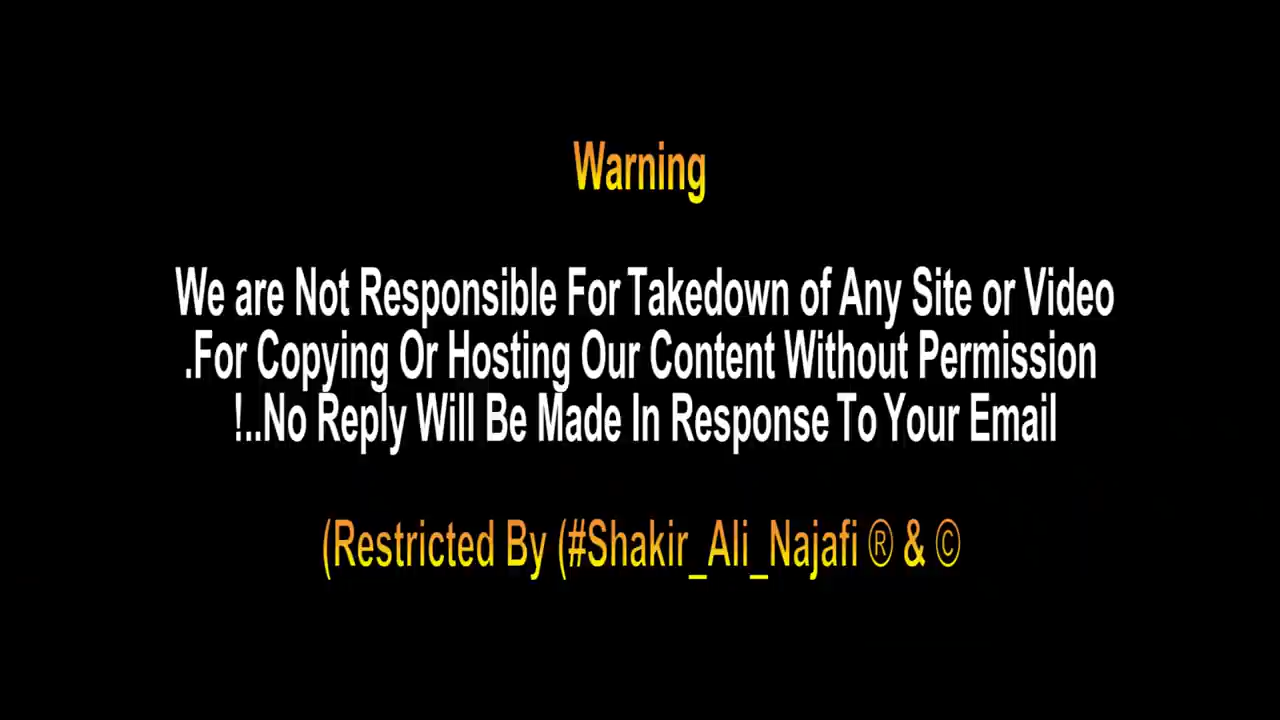 Warning
We are Not Responsible For Takedown of Any Site or Video
.For Copying Or Hosting Our Content Without Permission
!..No Reply Will Be Made In Response To Your Email
(Restricted By (#Shakir_Ali_Najafi ® & ©